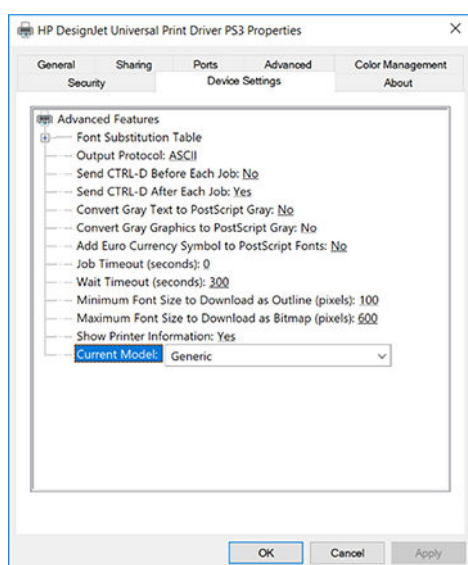 HP DesignJet Universal Print Driver PS3 Properties
General Sharing Ports Advanced Color Management
Security Device Settings About
Advanced Features
Font Substitution Table
Output Protocol: ASCII
Send CTRL-D Before Each Job: No
Send CTRL-D After Each Job: Yes
Convert Gray Text to PostScript Gray: No
Convert Gray Graphics to PostScript Gray: No
Add Euro Currency Symbol to PostScript Fonts: No
Job Timeout (seconds): 0
Wait Timeout (seconds): 300
Minimum Font Size to Download as Outline (pixels): 100
Maximum Font Size to Download as Bitmap (pixels): 600
Show Printer Information: Yes
Current Model: Generic
OK Cancel Apply